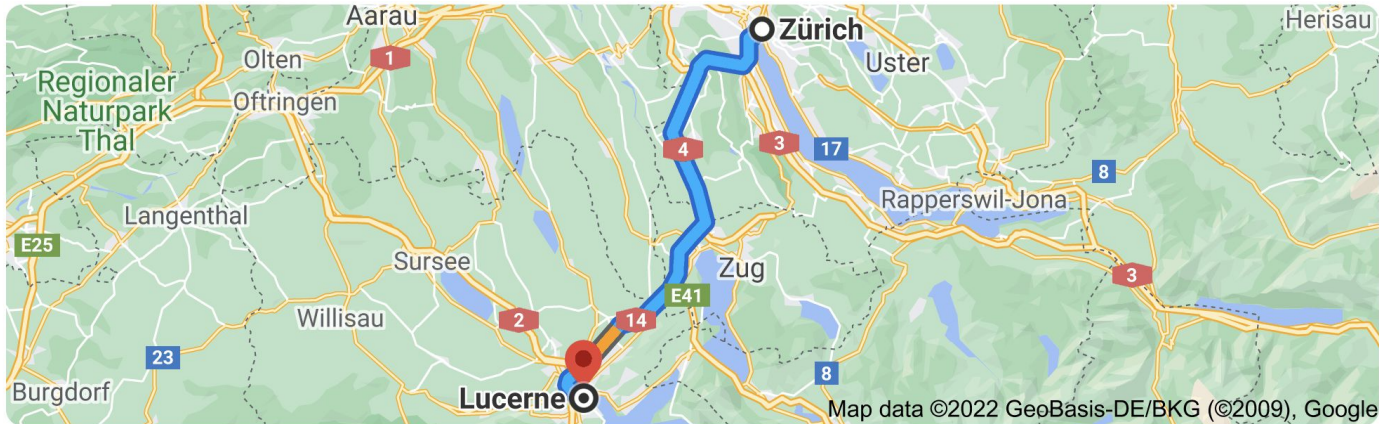 Aarau
Zürich
Herisau
1
Olten
Uster
Regionaler
Naturpark
Thal
Oftringen
4
3
17
8
Rapperswil-Jona
Langenthal
E25
Sursee
Zug
3
E41
Willisau
2
14
23
8
Burgdorf
Lucerne
Map data ©2022 GeoBasis-DE/BKG (©2009), Google